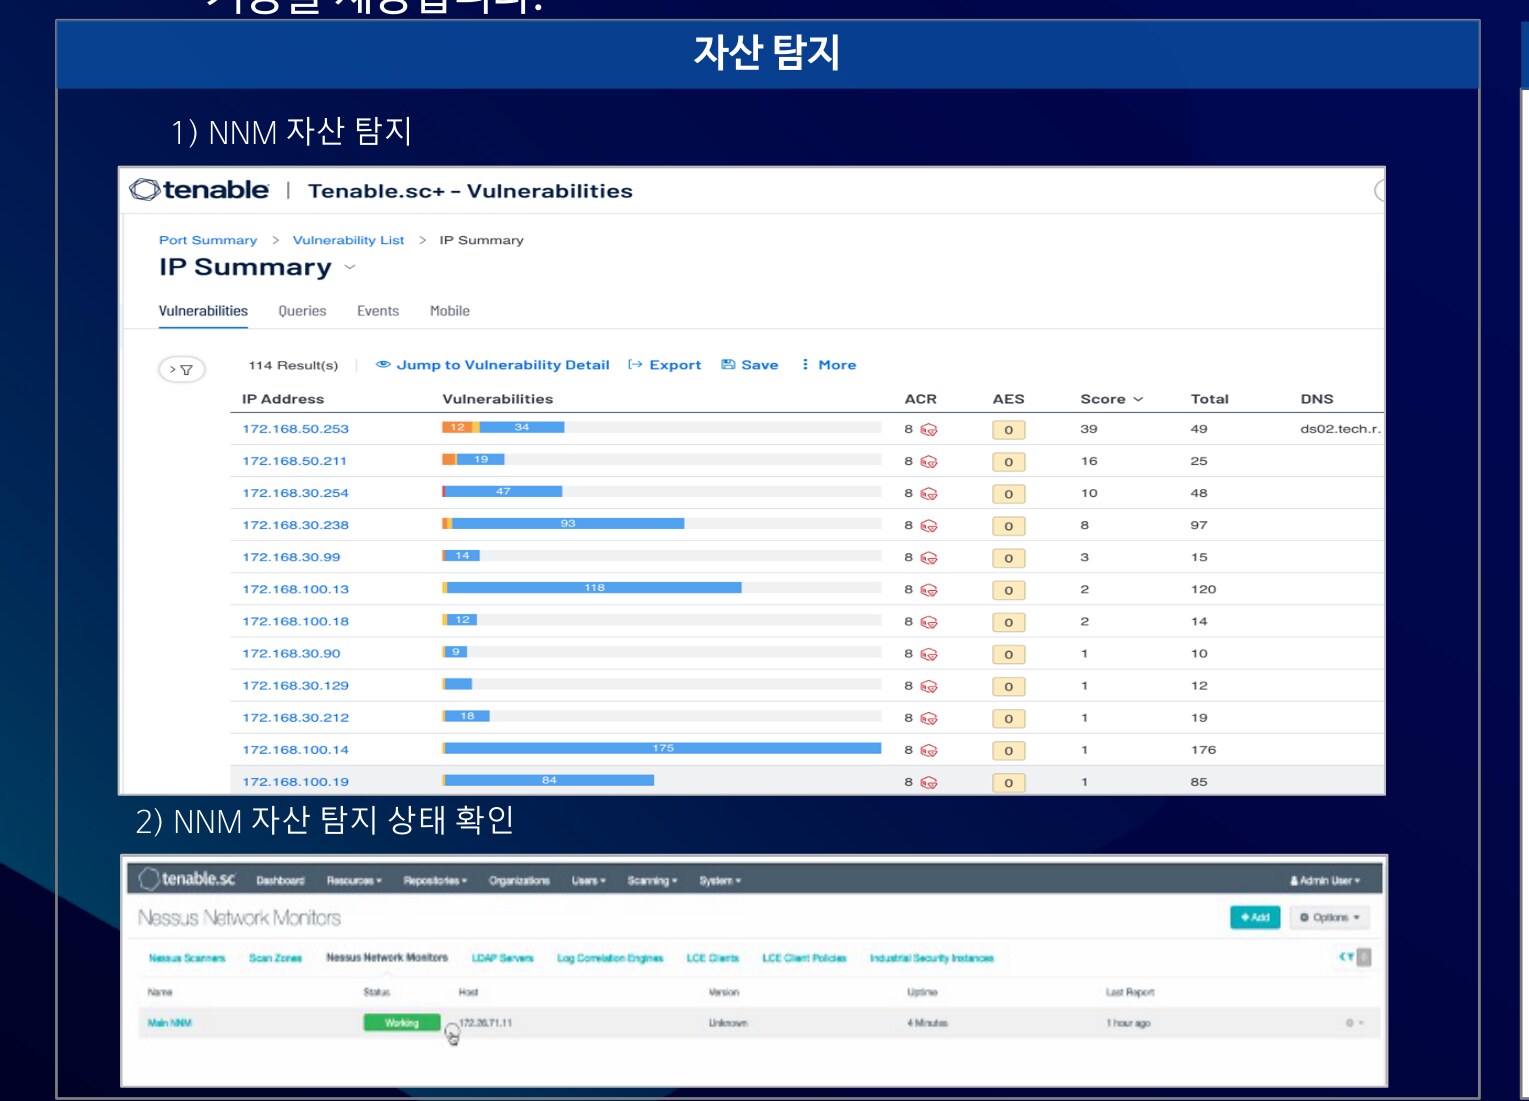 기능을 제공합니다.
자산 탐지
1) NNM 자산 탐지
tenable | Tenable.sc+ - Vulnerabilities
Port Summary > Vulnerability List > IP Summary
IP Summary
Vulnerabilities Queries Events Mobile
114 Result(s) Jump to Vulnerability Detail Export Save More
IP Address Vulnerabilities ACR AES Score Total DNS
172.168.50.253 12 34 8 0 39 49 ds02.tech.r.
172.168.50.211 19 8 0 16 25
172.168.30.254 47 8 0 10 48
172.168.30.238 93 8 0 8 97
172.168.30.99 14 8 0 3 15
172.168.100.13 118 8 0 2 120
172.168.100.18 12 8 0 2 14
172.168.30.90 9 8 0 1 10
172.168.30.129 8 0 1 12
172.168.30.212 18 8 0 1 19
172.168.100.14 175 8 0 1 176
172.168.100.19 84 8 0 1 85
2) NNM 자산 탐지 상태 확인
tenable.sc Dashboard Resources Repositories Organizations Users Scanning System Admin User
Nessus Network Monitors +Add Options
Nessus Scanners Scan Zones Nessus Network Monitors LDAP Servers Log Correlation Engines LCE Clients LCE Client Policies Industrial Security Instances
Name Status Host Version Uptime Last Report
Main NNM Working 172.26.71.11 Unknown 4 Minutes 1 hour ago